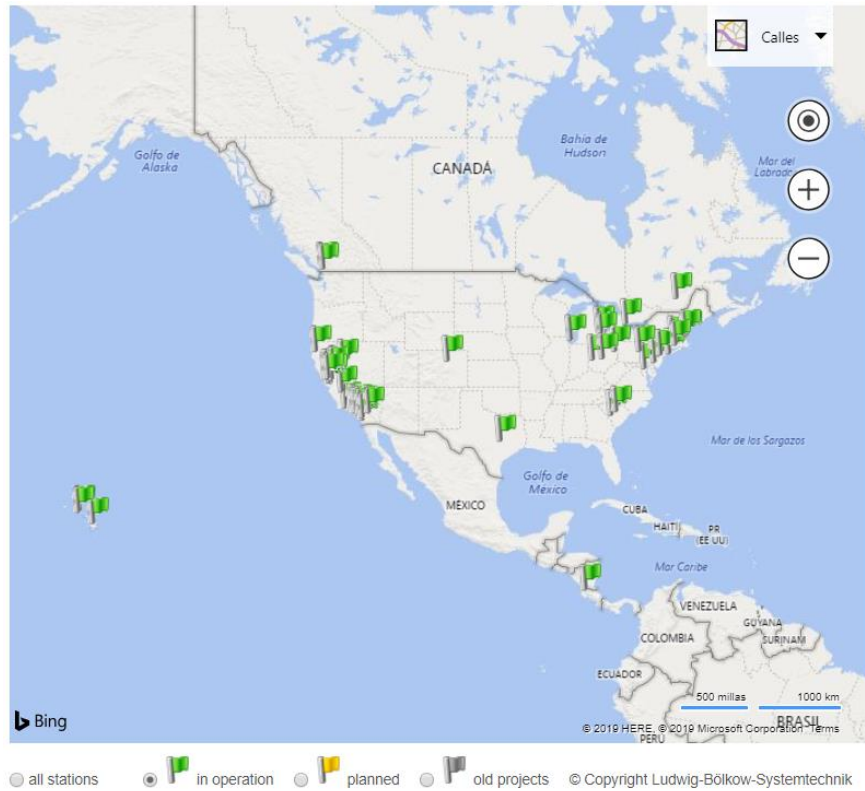 Calles
Golfo de
Alaska
CANADÁ
Bahia de
Hudson
Mar del
Labrador
Mar de los Sargazos
Golfo de
México
MÉXICO
CUBA
HAITÍ
PR
(EE UU)
Mar Caribe
VENEZUELA
GUYANA
SURINAM
COLOMBIA
ECUADOR
500 millas
1000 km
BRASIL
PERÚ
Bing
© 2019 HERE, © 2019 Microsoft Corporation Terms
all stations in operation planned old projects © Copyright Ludwig-Bölkow-Systemtechnik